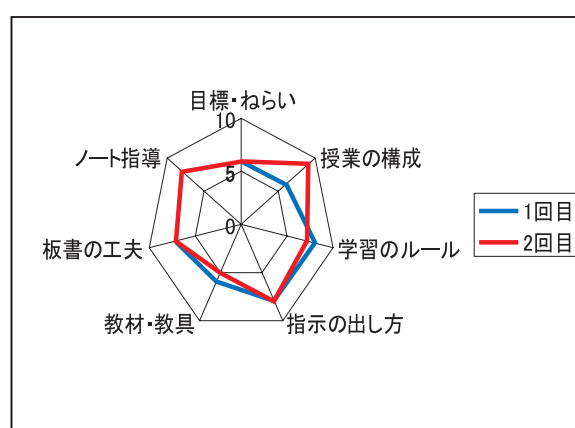 目標・ねらい
10
ノート指導
授業の構成
5
1回目
2回目
0
板書の工夫
学習のルール
教材・教具
指示の出し方